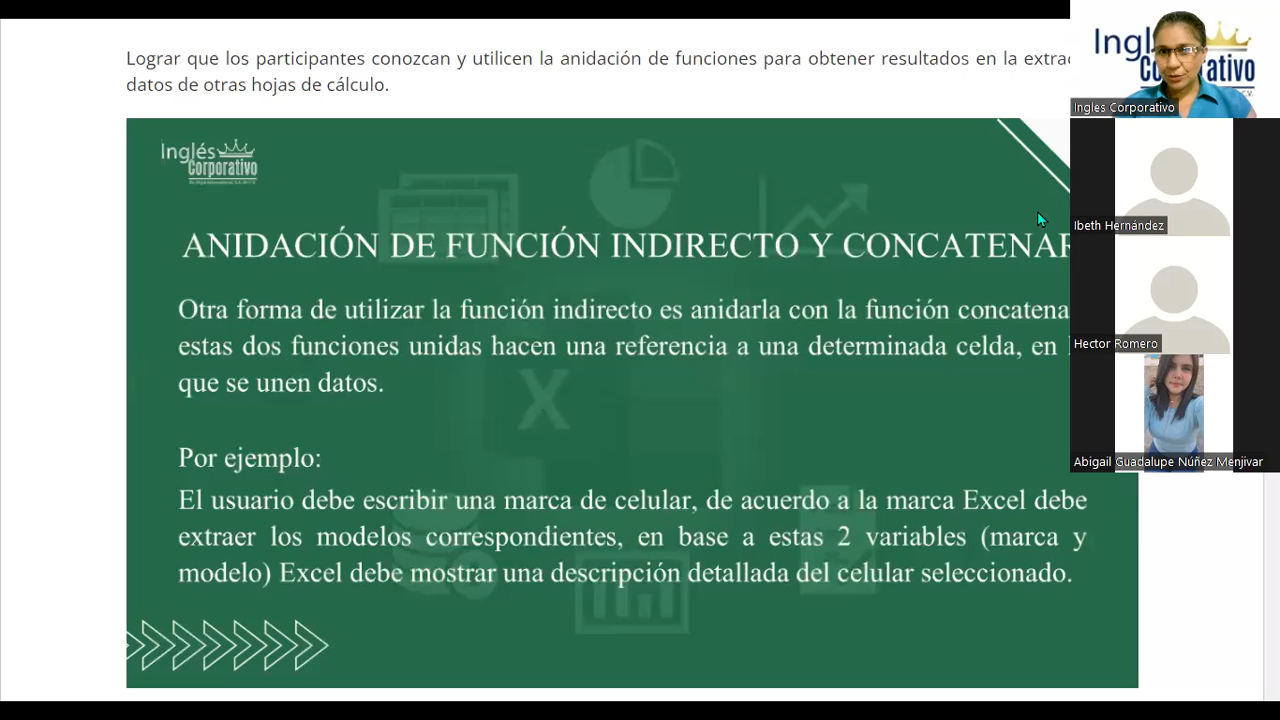 Lograr que los participantes conozcan y utilicen la anidación de funciones para obtener resultados en la
datos de otras hojas de cálculo.
Inglés
Corporativo
ANIDACIÓN DE FUNCIÓN INDIRECTO Y CONCATENAR
Otra forma de utilizar la función indirecto es anidarla con la función
estas dos funciones unidas hacen una referencia a una determinada celda, en
que se unen datos.
Por ejemplo:
El usuario debe escribir una marca de celular, de acuerdo a la marca Excel debe
extraer los modelos correspondientes, en base a estas 2 variables (marca y
modelo) Excel debe mostrar una descripción detallada del celular seleccionado.
Ingles Corporativo
Ibeth Hernández
Hector Romero
Abigail Guadalupe Núñez Menjivar